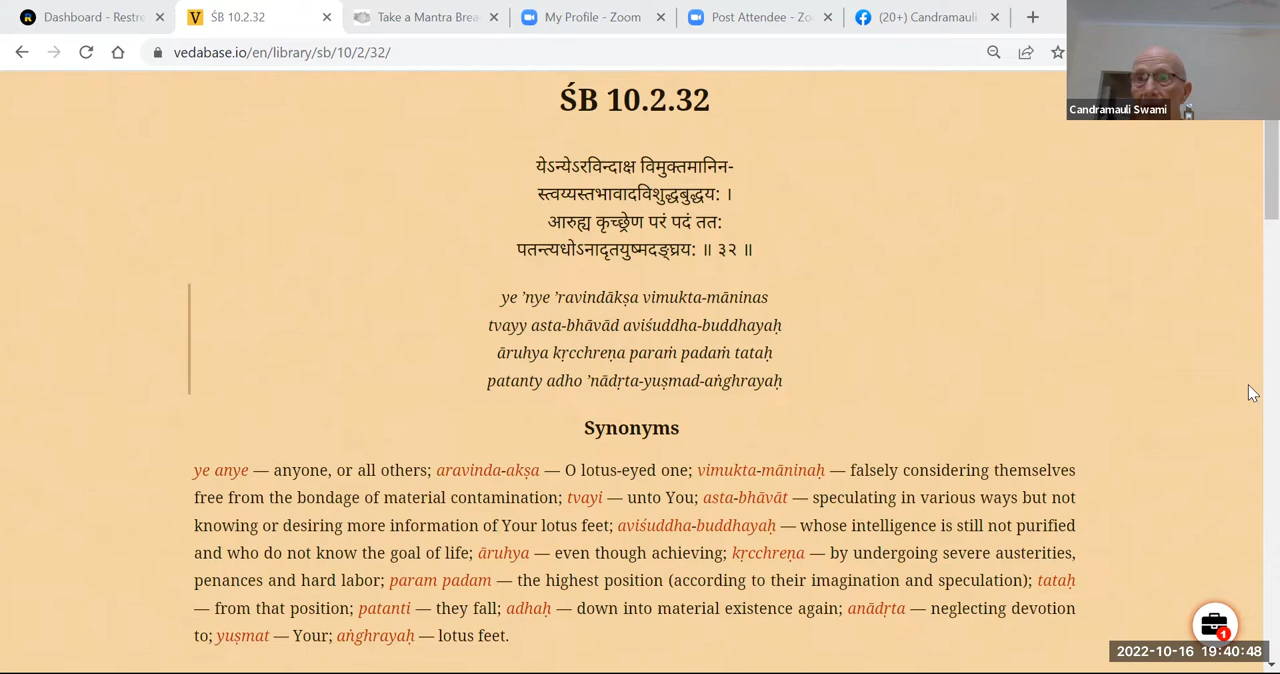 Dashboard - Restre
ŚB 10.2.32
Take a Mantra Brea
My Profile - Zoom
Post Attendee - Zo
(20+) Candramauli
vedabase.io/en/library/sb/10/2/32/
Candramauli Swami
ŚB 10.2.32
येऽन्येऽरविन्दाक्ष विमुक्तमानिन-
स्त्वय्यस्तभावादविशुद्धबुद्धय: ।
आरुह्य कृच्छ्रेण परं पदं तत:
पतन्त्यधोऽनादृतयुष्मदङ्‍घ्रय: ॥ ३२ ॥
ye ’nye ’ravindākṣa vimukta-māninas
tvayy asta-bhāvād aviśuddha-buddhayaḥ
āruhya kṛcchreṇa paraṁ padaṁ tataḥ
patanty adho ’nādṛta-yuṣmad-aṅghrayaḥ
Synonyms
ye anye — anyone, or all others; aravinda-akṣa — O lotus-eyed one; vimukta-māninaḥ — falsely considering themselves
free from the bondage of material contamination; tvayi — unto You; asta-bhāvāt — speculating in various ways but not
knowing or desiring more information of Your lotus feet; aviśuddha-buddhayaḥ — whose intelligence is still not purified
and who do not know the goal of life; āruhya — even though achieving; kṛcchreṇa — by undergoing severe austerities,
penances and hard labor; param padam — the highest position (according to their imagination and speculation); tataḥ
— from that position; patanti — they fall; adhaḥ — down into material existence again; anādṛta — neglecting devotion
to; yuṣmat — Your; aṅghrayaḥ — lotus feet.
1
2022-10-16 19:40:48